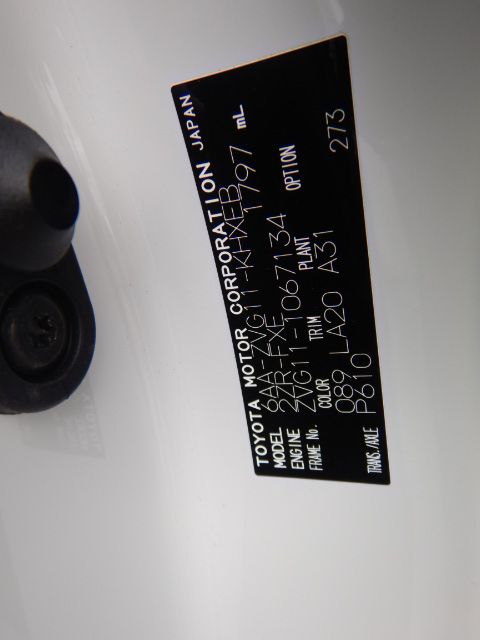 TOYOTA MOTOR CORPORATION JAPAN
MODEL 6AA-ZVG11-KHXEB
ENGINE 2ZR-FXE 1797 mL
FRAME No. ZVG11-1067134
COLOR TRIM PLANT OPTION
089 LA20 A31 273
TRANS./AXLE P610